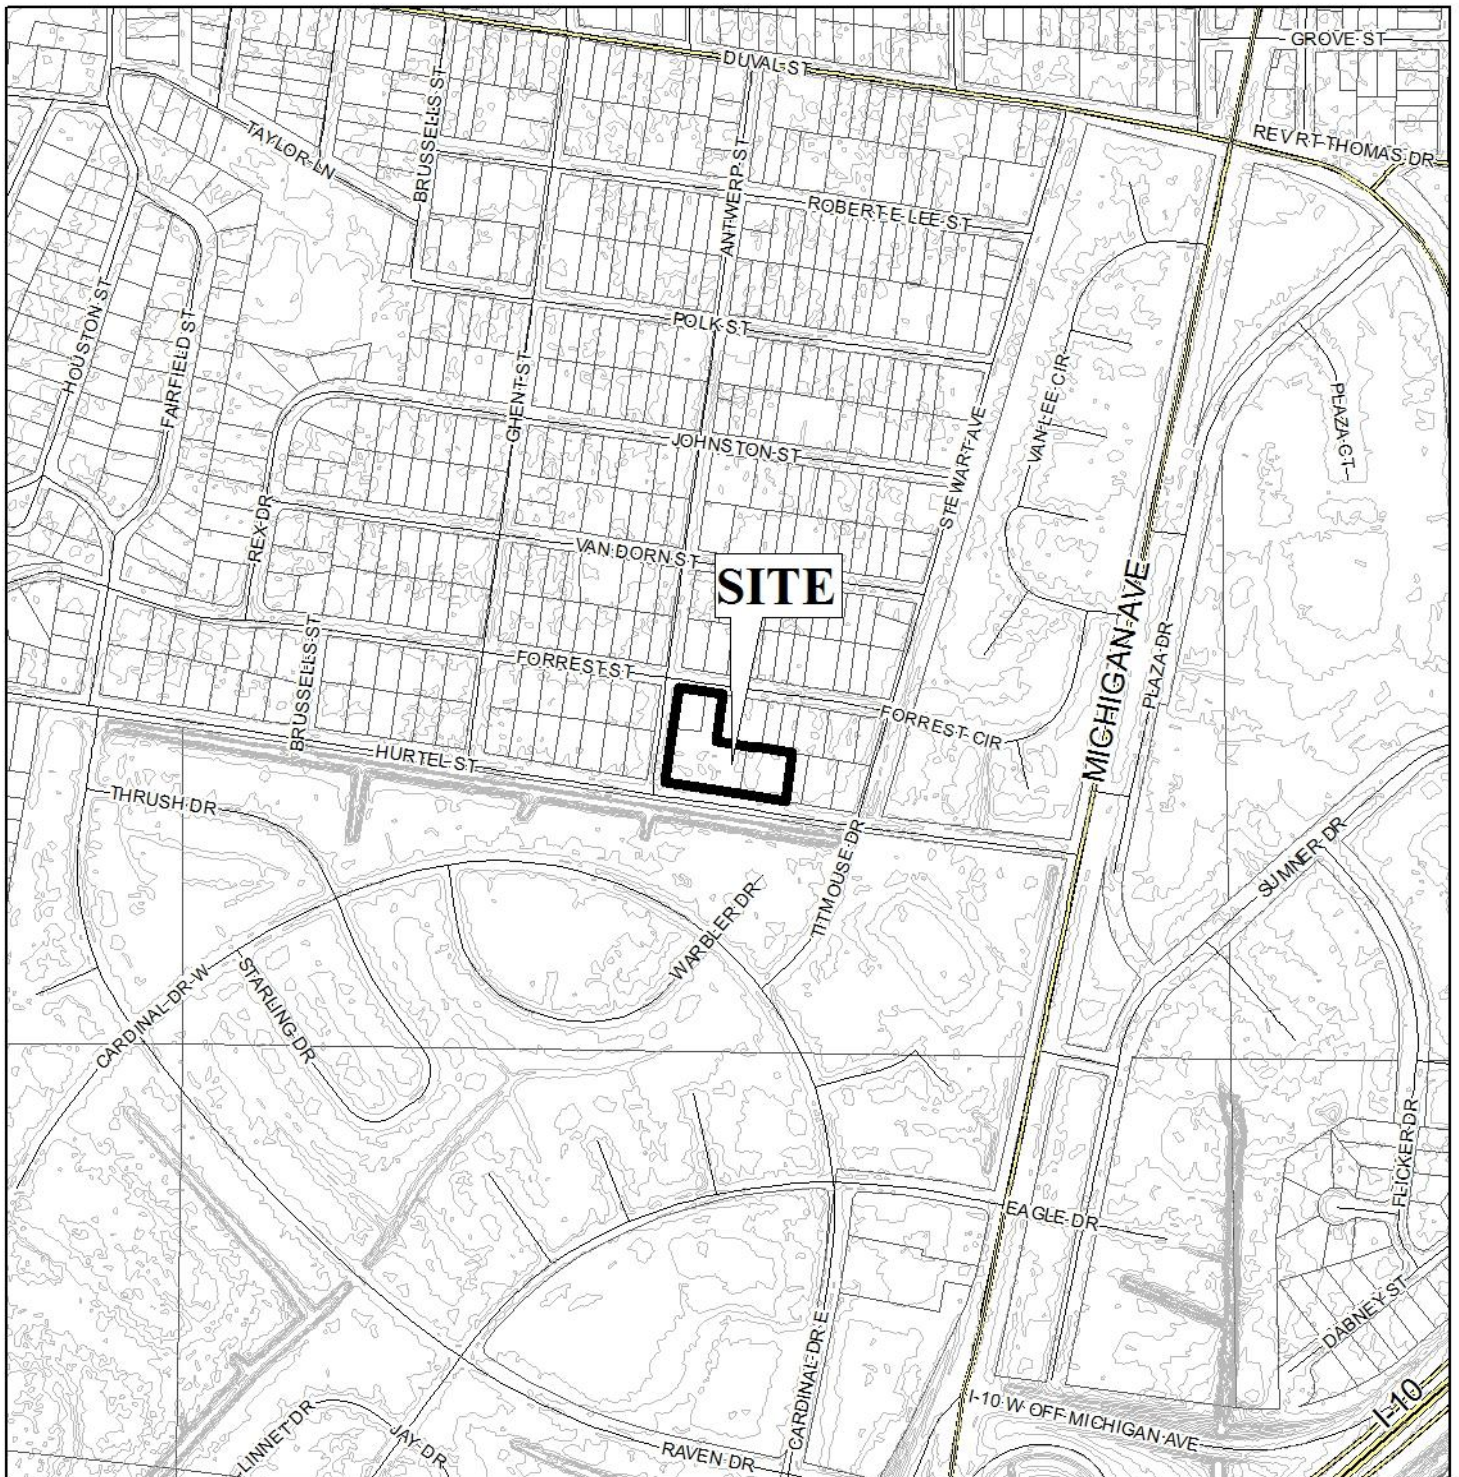 GROVE ST
DUVAL ST
REV R T THOMAS DR
TAYLOR LN
BRUSSELLS ST
ANTWERP ST
ROBERT E LEE ST
HOUSTON ST
FAIRFIELD ST
POLK ST
GHENT ST
VAN LEE CIR
PLAZA CT
JOHNSTON ST
STEWART AVE
REX DR
VAN DORN ST
SITE
MICHIGAN AVE
PLAZA DR
BRUSSELLS ST
FORREST ST
FORREST CIR
HURTEL ST
THRUSH DR
TITMOUSE DR
SUMNER DR
WARBLER DR
CARDINAL DR W
STARLING DR
FLICKER DR
EAGLE DR
DABNEY ST
CARDINAL DR E
I-10 W OFF MICHIGAN AVE
I-10
LINNET DR
JAY DR
RAVEN DR